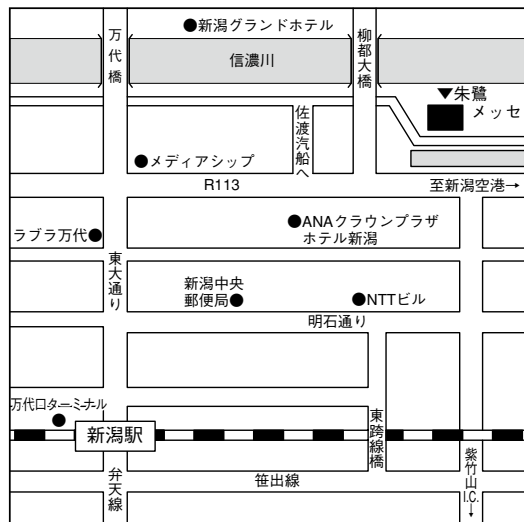 ●新潟グランドホテル
万代橋
信濃川
柳都大橋
▼朱鷺
メッセ
佐渡汽船へ
●メディアシップ
R113
至新潟空港→
●ANAクラウンプラザ
ホテル新潟
ラブラ万代●
東大通り
新潟中央
郵便局●
●NTTビル
明石通り
万代口ターミナル
●
新潟駅
東跨線橋
弁天線
笹出線
紫竹山I.C.↓